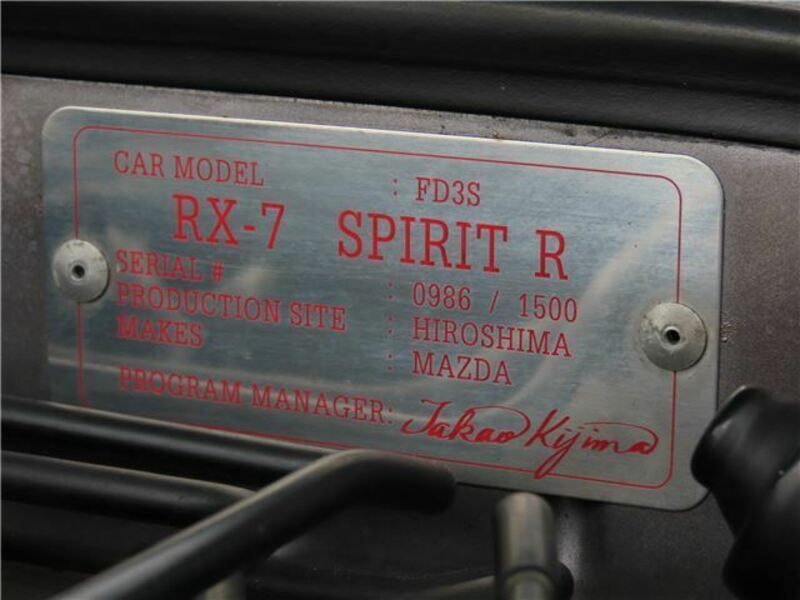 CAR MODEL : FD3S
RX-7 SPIRIT R
SERIAL # : 0986 / 1500
PRODUCTION SITE : HIROSHIMA
MAKES : MAZDA
PROGRAM MANAGER: Takao Kijima